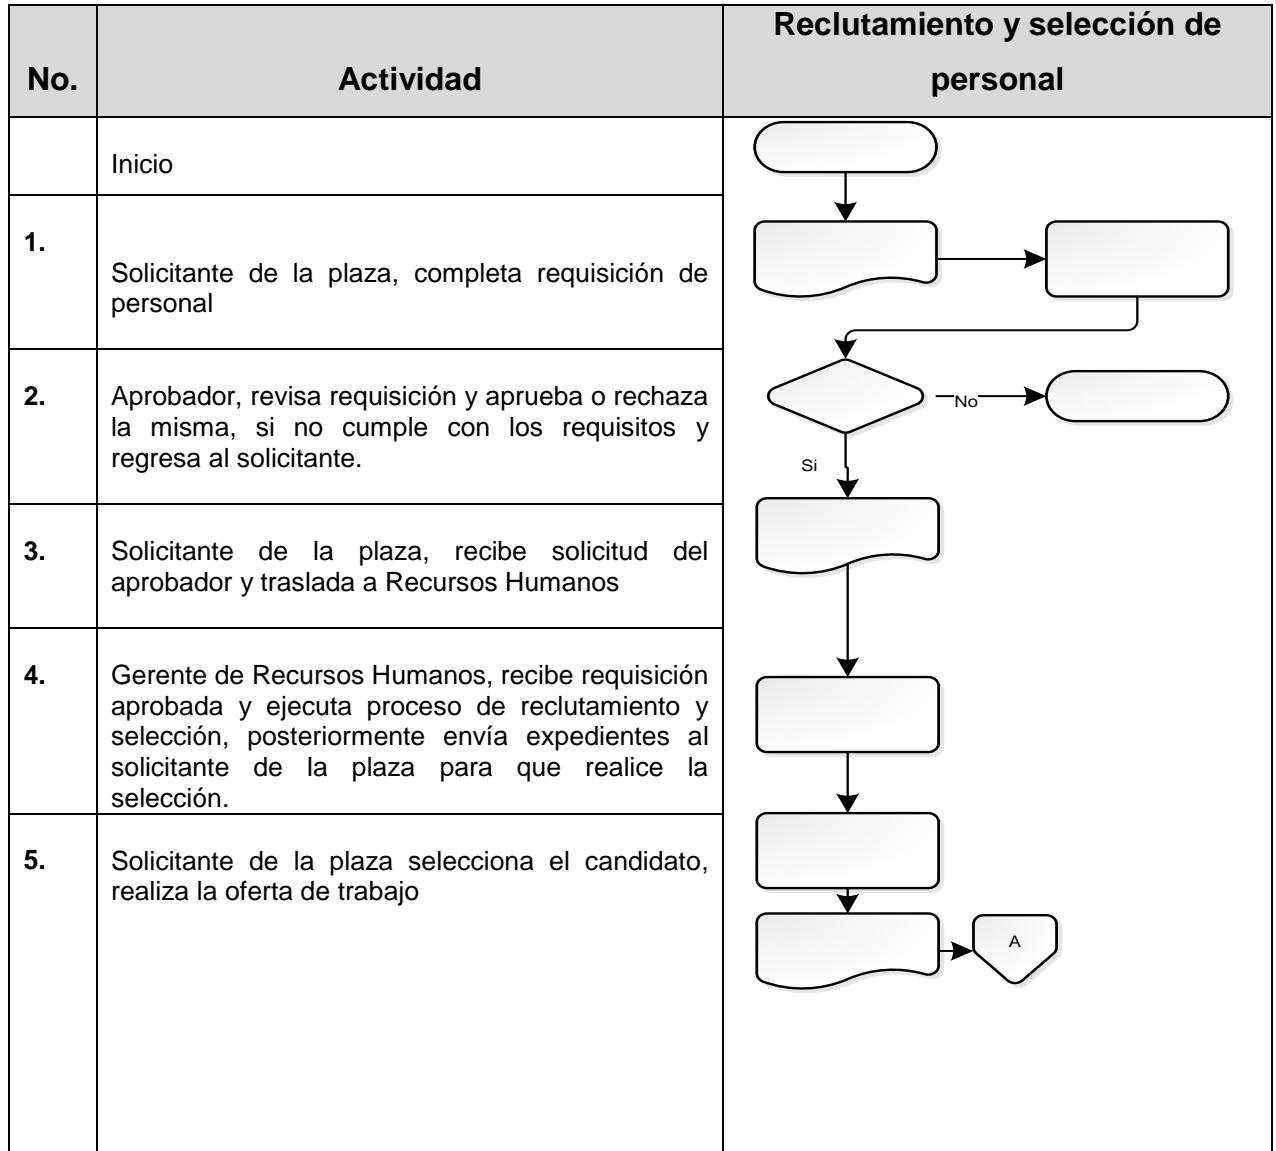 No.
Actividad
Reclutamiento y selección de
personal
Inicio
1.
Solicitante de la plaza, completa requisición de
personal
2.
Aprobador, revisa requisición y aprueba o rechaza
la misma, si no cumple con los requisitos y
regresa al solicitante.
No
Si
3.
Solicitante de la plaza, recibe solicitud del
aprobador y traslada a Recursos Humanos
4.
Gerente de Recursos Humanos, recibe requisición
aprobada y ejecuta proceso de reclutamiento y
selección, posteriormente envía expedientes al
solicitante de la plaza para que realice la
selección.
5.
Solicitante de la plaza selecciona el candidato,
realiza la oferta de trabajo
A